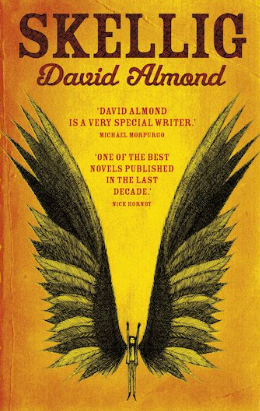 SKELLIG
David Almond
'DAVID ALMOND
IS A VERY SPECIAL WRITER.'
MICHAEL MORPURGO
'ONE OF THE BEST
NOVELS PUBLISHED
IN THE LAST
DECADE.'
NICK HORNBY